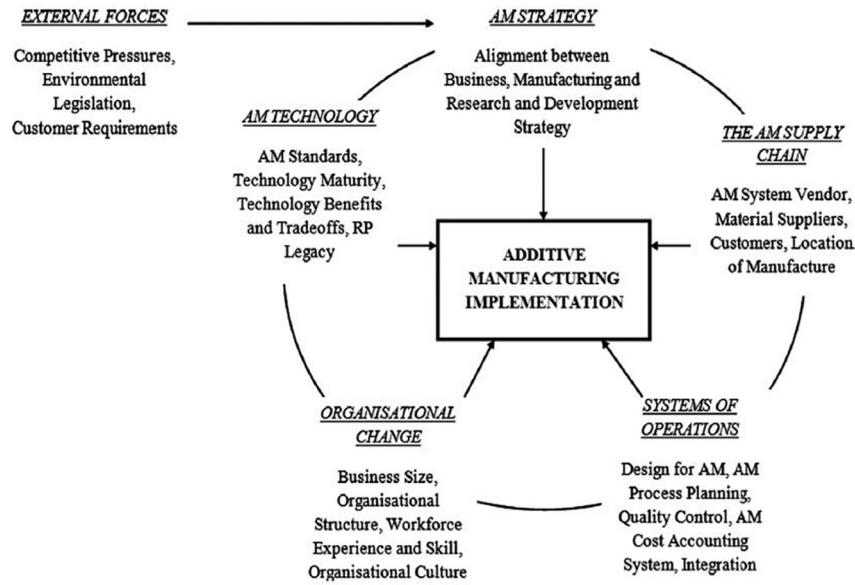 EXTERNAL FORCES
Competitive Pressures,
Environmental
Legislation,
Customer Requirements
AM STRATEGY
Alignment between
Business, Manufacturing and
Research and Development
Strategy
AM TECHNOLOGY
AM Standards,
Technology Maturity,
Technology Benefits
and Tradeoffs, RP
Legacy
THE AM SUPPLY
CHAIN
AM System Vendor,
Material Suppliers,
Customers, Location
of Manufacture
ADDITIVE
MANUFACTURING
IMPLEMENTATION
ORGANISATIONAL
CHANGE
Business Size,
Organisational
Structure, Workforce
Experience and Skill,
Organisational Culture
SYSTEMS OF
OPERATIONS
Design for AM, AM
Process Planning,
Quality Control, AM
Cost Accounting
System, Integration